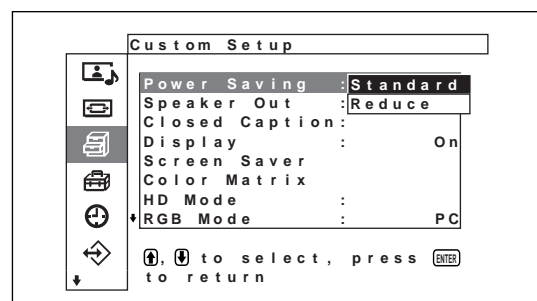 Custom Setup
Power Saving :Standard
Speaker Out :Reduce
Closed Caption:
Display : On
Screen Saver
Color Matrix
HD Mode :
RGB Mode : PC
, to select, press ENTER
to return